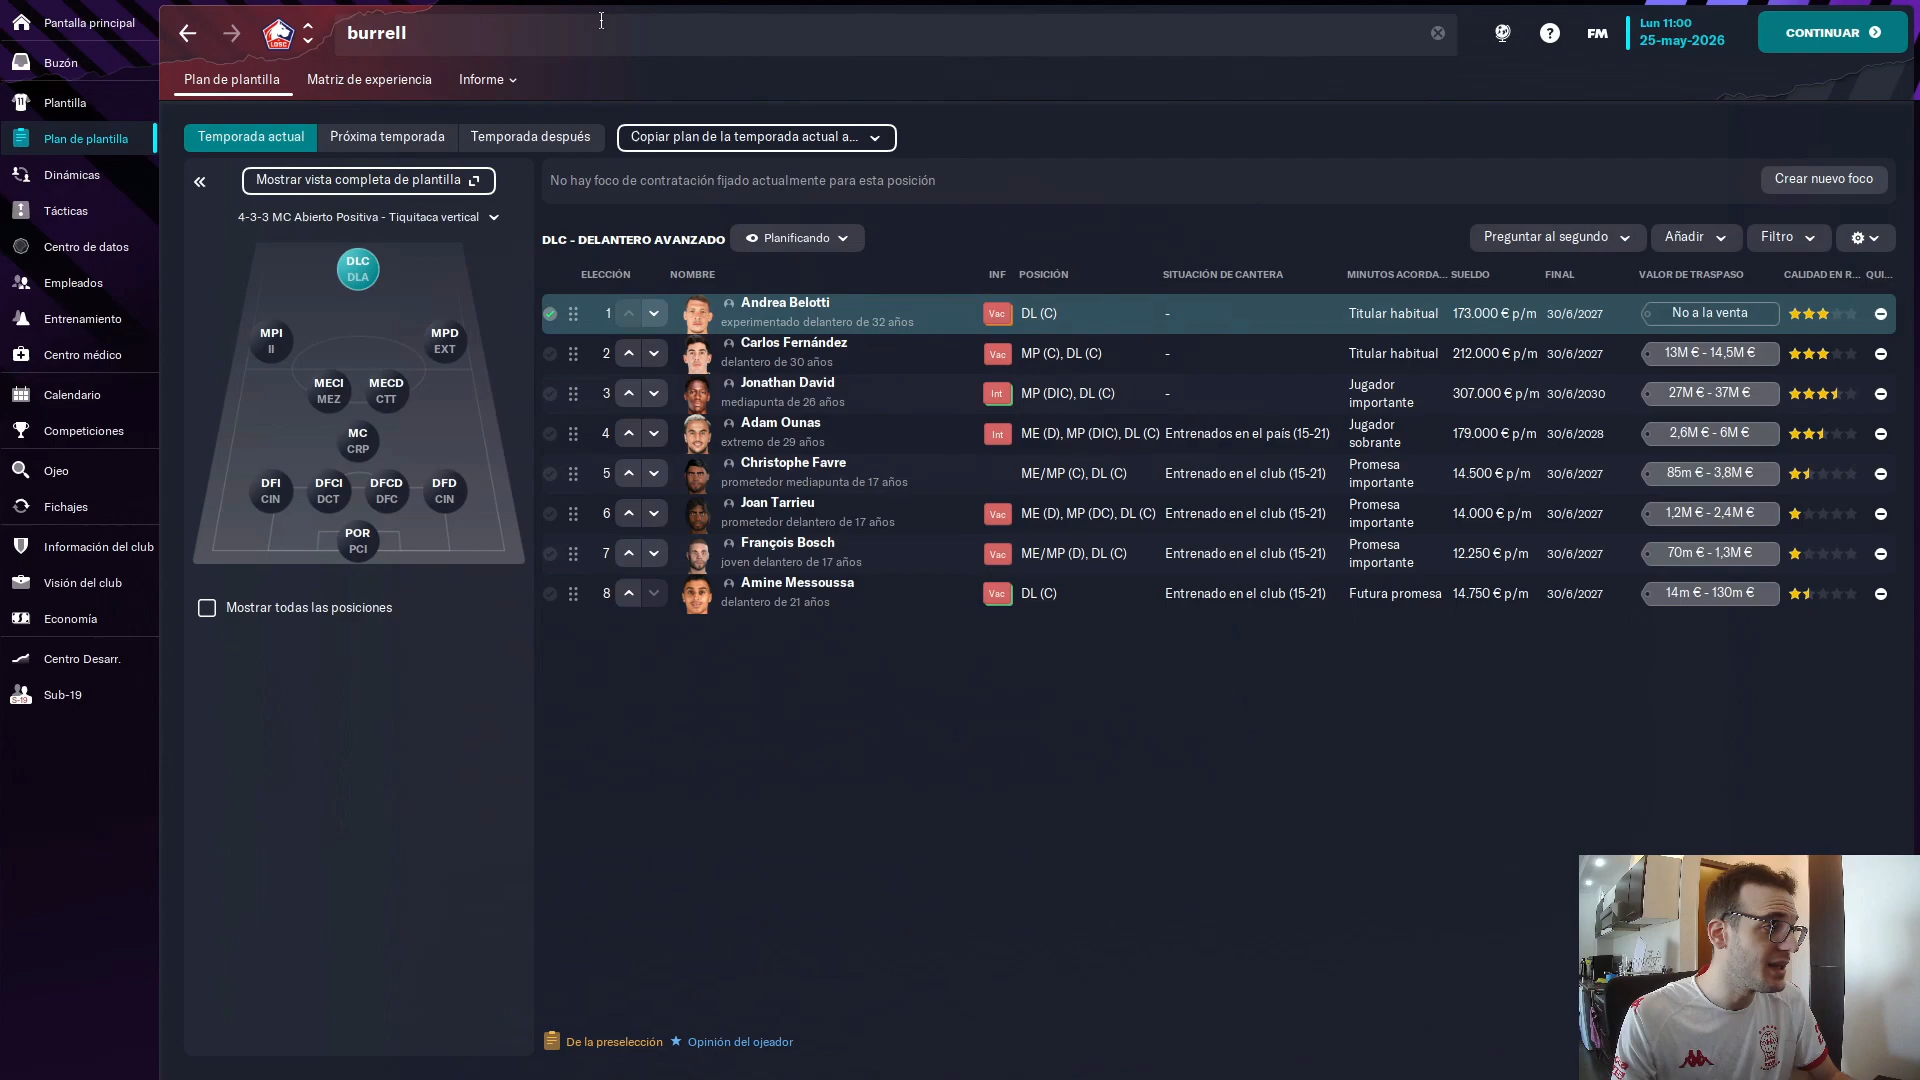 Pantalla principal
Buzón
Plantilla
Plan de plantilla
Dinámicas
Tácticas
Centro de datos
Empleados
Entrenamiento
Centro médico
Calendario
Competiciones
Ojeo
Fichajes
Información del club
Visión del club
Economía
Centro Desarr.
Sub-19
burrell
FM
Lun 11:00
25-may-2026
CONTINUAR
Plan de plantilla
Matriz de experiencia
Informe
Temporada actual
Próxima temporada
Temporada después
Copiar plan de la temporada actual a...
Mostrar vista completa de plantilla
4-3-3 MC Abierto Positiva - Tiquitaca vertical
DLC
DLA
MPI
II
MPD
EXT
MECI
MEZ
MECD
CTT
MC
CRP
DFI
CIN
DFCI
DCT
DFCD
DFC
DFD
CIN
POR
PCI
Mostrar todas las posiciones
No hay foco de contratación fijado actualmente para esta posición
Crear nuevo foco
DLC - DELANTERO AVANZADO
Planificando
Preguntar al segundo
Añadir
Filtro
ELECCIÓN NOMBRE INF POSICIÓN SITUACIÓN DE CANTERA MINUTOS ACORDA... SUELDO FINAL VALOR DE TRASPASO CALIDAD EN R... QUI...
1 Andrea Belotti Vac DL (C) - Titular habitual 173.000 € p/m 30/6/2027 No a la venta
experimentado delantero de 32 años
2 Carlos Fernández Vac MP (C), DL (C) - Titular habitual 212.000 € p/m 30/6/2027 13M € - 14,5M €
delantero de 30 años
3 Jonathan David Int MP (DIC), DL (C) - Jugador importante 307.000 € p/m 30/6/2030 27M € - 37M €
mediapunta de 26 años
4 Adam Ounas Int ME (D), MP (DIC), DL (C) Entrenados en el país (15-21) Jugador sobrante 179.000 € p/m 30/6/2028 2,6M € - 6M €
extremo de 29 años
5 Christophe Favre ME/MP (C), DL (C) Entrenado en el club (15-21) Promesa importante 14.500 € p/m 30/6/2027 85m € - 3,8M €
prometedor mediapunta de 17 años
6 Joan Tarrieu Vac ME (D), MP (DC), DL (C) Entrenado en el club (15-21) Promesa importante 14.000 € p/m 30/6/2027 1,2M € - 2,4M €
prometedor delantero de 17 años
7 François Bosch Vac ME/MP (D), DL (C) Entrenado en el club (15-21) Promesa importante 12.250 € p/m 30/6/2027 70m € - 1,3M €
joven delantero de 17 años
8 Amine Messoussa Vac DL (C) Entrenado en el club (15-21) Futura promesa 14.750 € p/m 30/6/2027 14m € - 130m €
delantero de 21 años
De la preselección
Opinión del ojeador